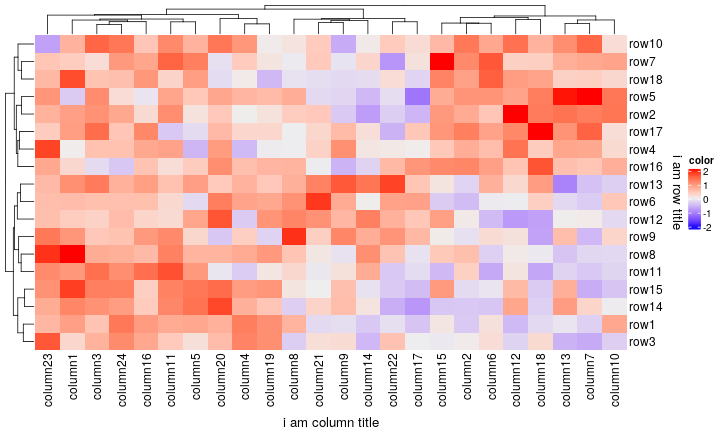 row10
row7
row18
row5
row2
row17
row4
row16
row13
row6
row12
row9
row8
row11
row15
row14
row1
row3
i am row title
color
2
1
0
-1
-2
column23
column1
column3
column24
column16
column11
column5
column20
column4
column19
column8
column21
column9
column14
column22
column17
column15
column2
column6
column12
column18
column13
column7
column10
i am column title